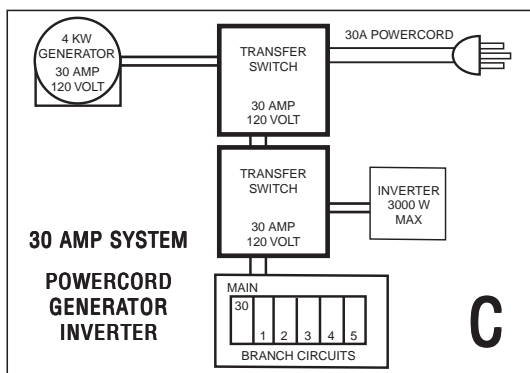 4 KW
GENERATOR
30 AMP
120 VOLT
TRANSFER
SWITCH
30 AMP
120 VOLT
30A POWERCORD
TRANSFER
SWITCH
30 AMP
120 VOLT
INVERTER
3000 W
MAX
30 AMP SYSTEM
POWERCORD
GENERATOR
INVERTER
MAIN
30
1 2 3 4 5
BRANCH CIRCUITS
C